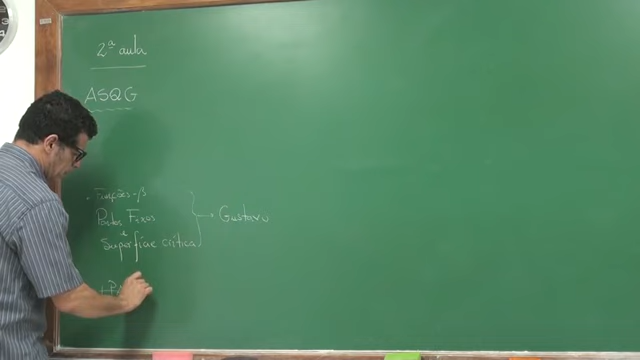 2ª aula
ASQG
. Funções-β
Pontos Fixos → Gustavo
e
Superfície crítica